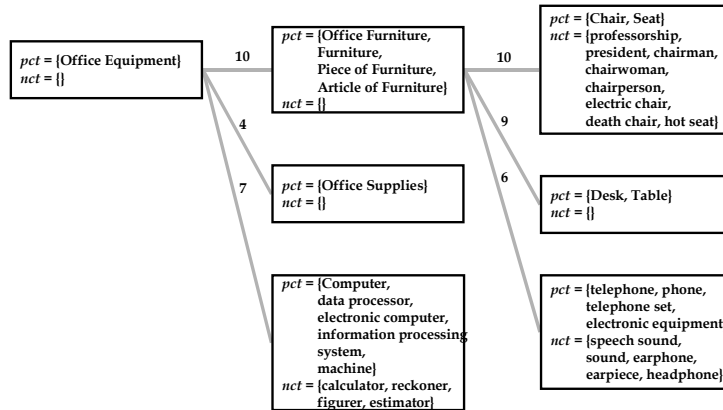 pct = {Office Equipment}
nct = {}
10
4
7
pct = {Office Furniture,
Furniture,
Piece of Furniture,
Article of Furniture}
nct = {}
pct = {Office Supplies}
nct = {}
pct = {Computer,
data processor,
electronic computer,
information processing
system,
machine}
nct = {calculator, reckoner,
figurer, estimator}
10
9
6
pct = {Chair, Seat}
nct = {professorship,
president, chairman,
chairwoman,
chairperson,
electric chair,
death chair, hot seat}
pct = {Desk, Table}
nct = {}
pct = {telephone, phone,
telephone set,
electronic equipment
nct = {speech sound,
sound, earphone,
earpiece, headphone}